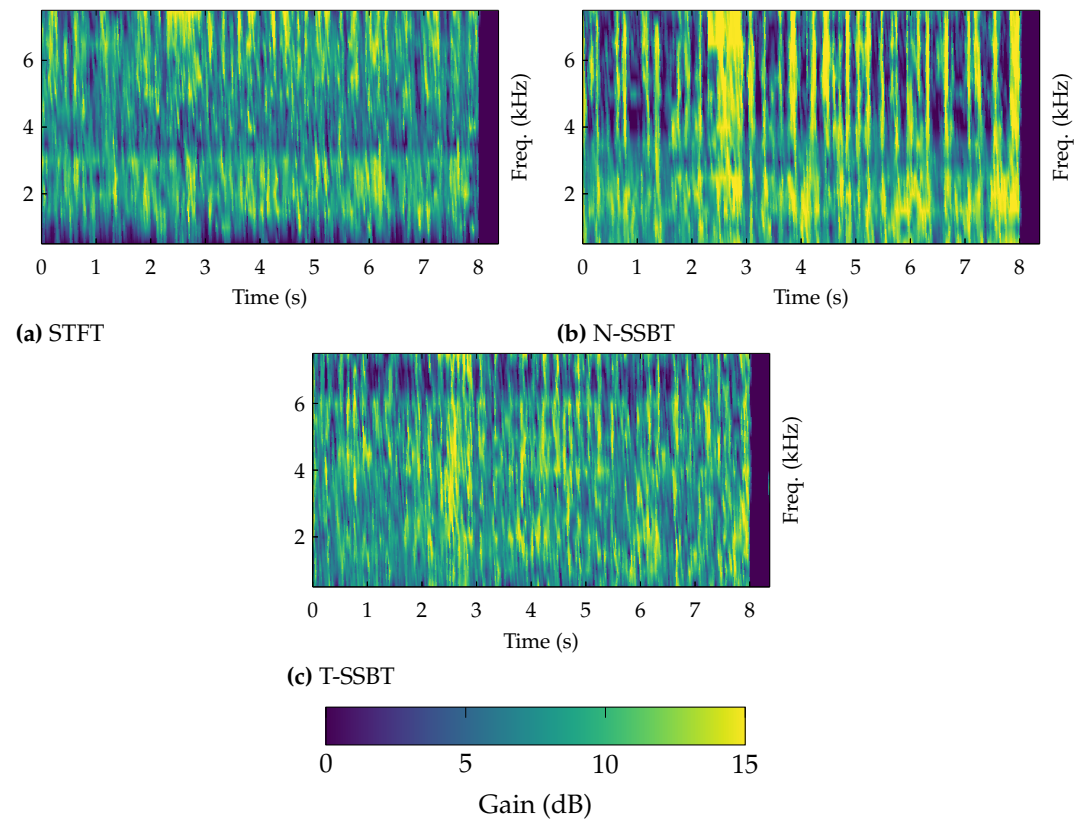 6
4
2
0 1 2 3 4 5 6 7 8
Time (s)
Freq. (kHz)
(a) STFT
6
4
2
0 1 2 3 4 5 6 7 8
Time (s)
Freq. (kHz)
(b) N-SSBT
6
4
2
0 1 2 3 4 5 6 7 8
Time (s)
Freq. (kHz)
(c) T-SSBT
0 5 10 15
Gain (dB)